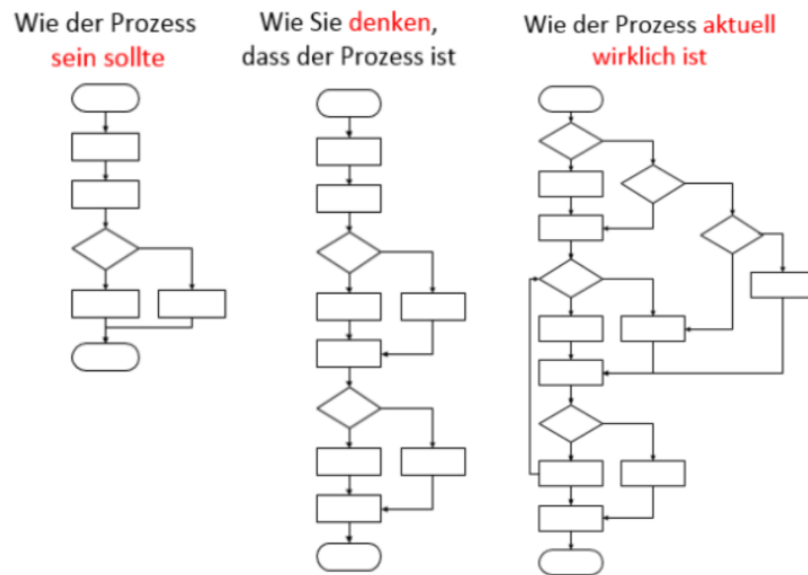 Wie der Prozess
sein sollte
Wie Sie denken,
dass der Prozess ist
Wie der Prozess aktuell
wirklich ist